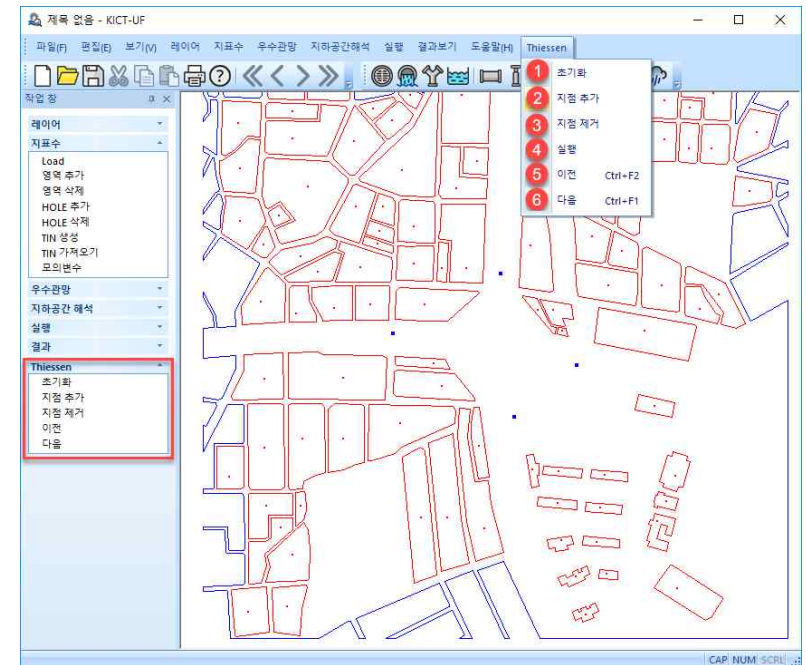 제목 없음 - KICT-UF
파일(F) 편집(E) 보기(V) 레이어 지표수 우수관망 지하공간해석 실행 결과보기 도움말(H) Thiessen
1 초기화
2 지점 추가
3 지점 제거
4 실행
5 이전 Ctrl+F2
6 다음 Ctrl+F1
작업 창
레이어
지표수
Load
영역 추가
영역 삭제
HOLE 추가
HOLE 삭제
TIN 생성
TIN 가져오기
모의변수
우수관망
지하공간 해석
실행
결과
Thiessen
초기화
지점 추가
지점 제거
이전
다음
CAP NUM SCRL